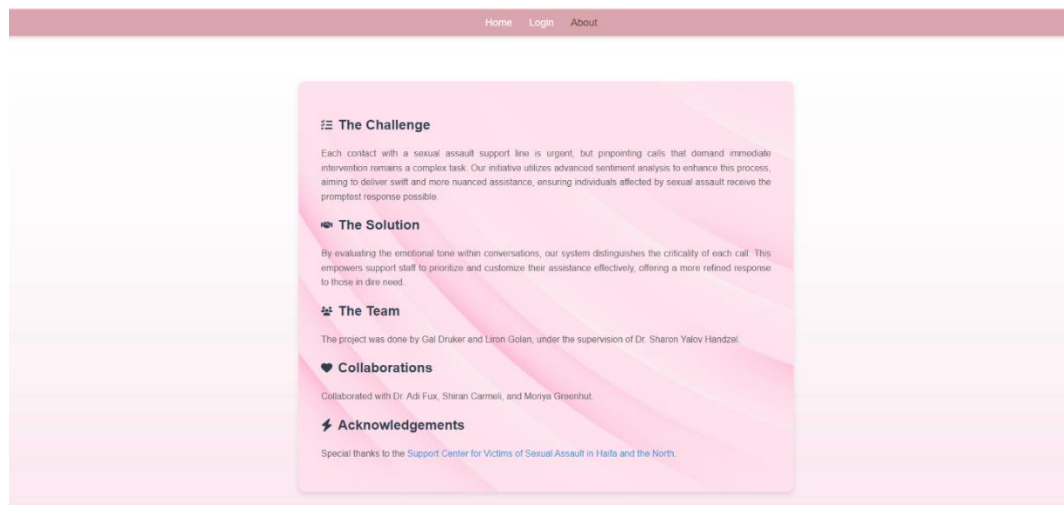 Home Login About
The Challenge
Each contact with a sexual assault support line is urgent, but pinpointing calls that demand immediate
intervention remains a complex task. Our initiative utilizes advanced sentiment analysis to enhance this process,
aiming to deliver swift and more nuanced assistance, ensuring individuals affected by sexual assault receive the
promptest response possible.
The Solution
By evaluating the emotional tone within conversations, our system distinguishes the criticality of each call. This
empowers support staff to prioritize and customize their assistance effectively, offering a more refined response
to those in dire need.
The Team
The project was done by Gal Druker and Liron Golan, under the supervision of Dr. Sharon Yalov Handzel.
Collaborations
Collaborated with Dr. Adi Fux, Shiran Carmeli, and Moriya Greenhut.
Acknowledgements
Special thanks to the Support Center for Victims of Sexual Assault in Haifa and the North.